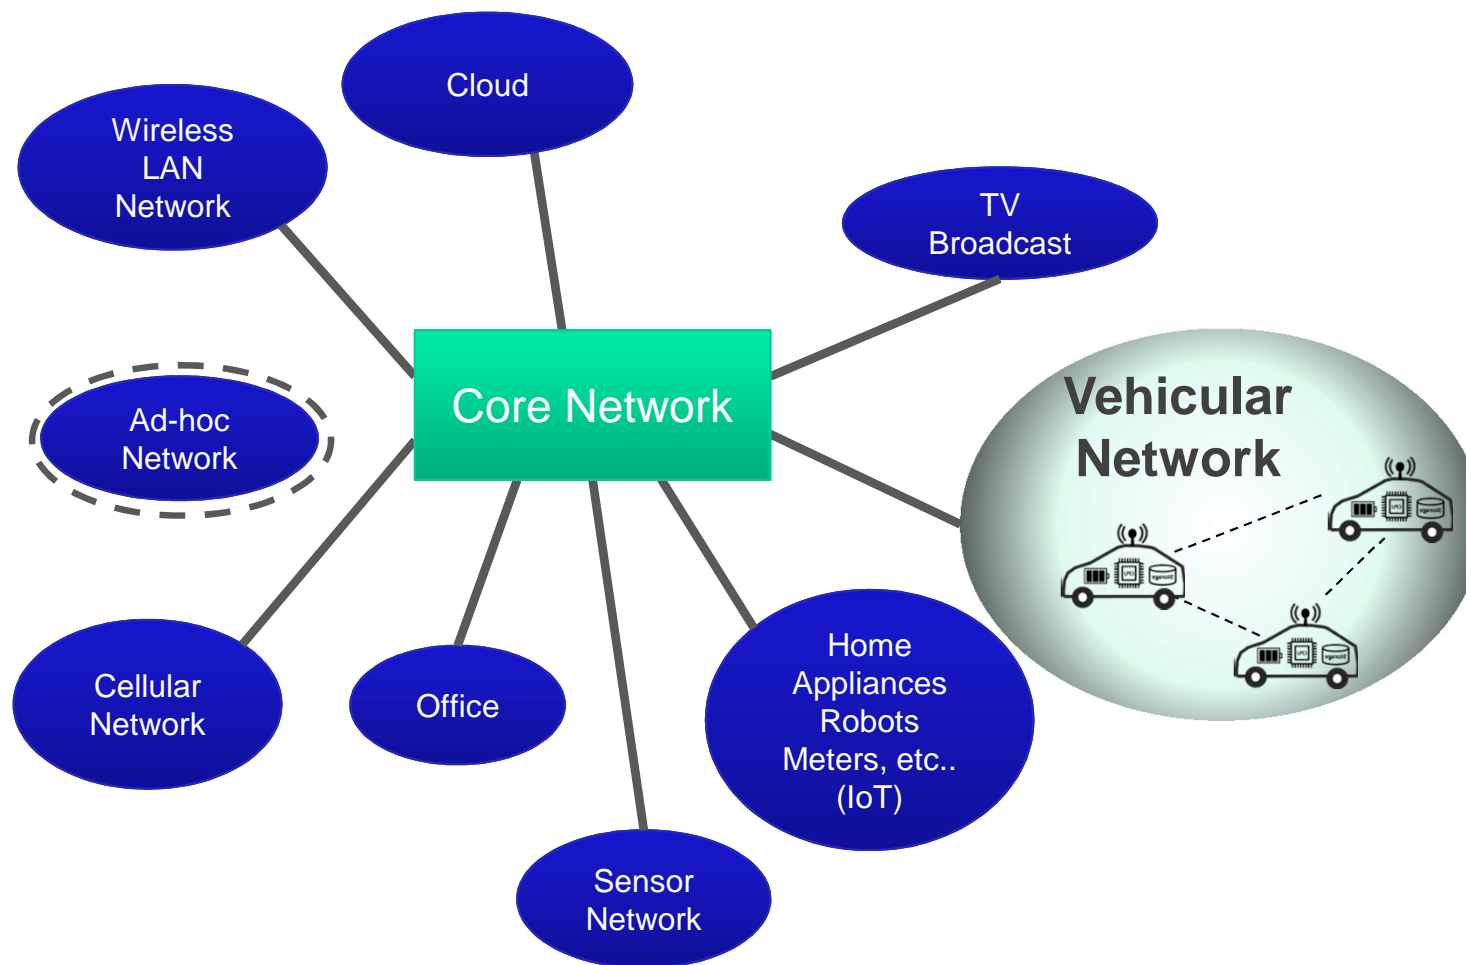 Cloud
Wireless
LAN
Network
TV
Broadcast
Core Network
Vehicular
Network
Ad-hoc
Network
Cellular
Network
Office
Home
Appliances
Robots
Meters, etc..
(IoT)
Sensor
Network